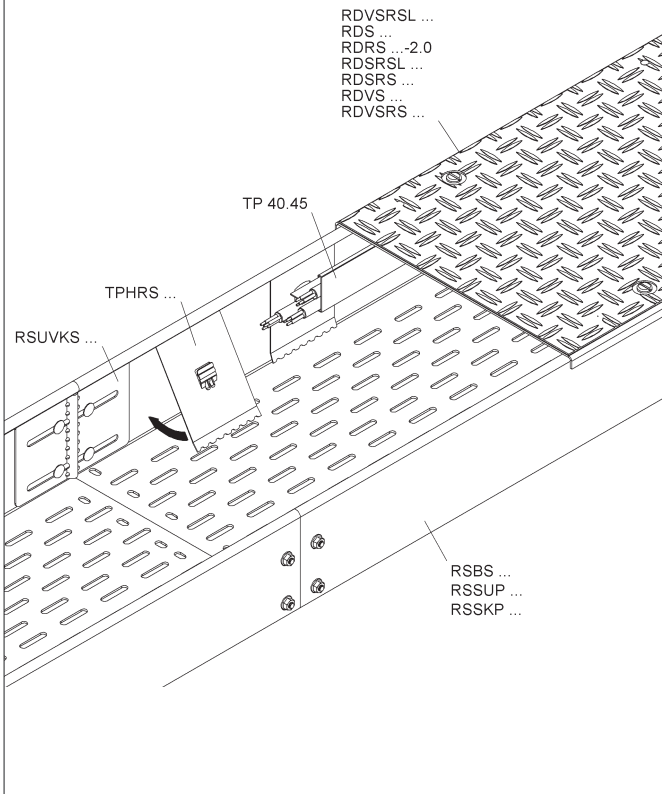 RDVSRSL ...
RDS ...
RDRS ...-2.0
RDSRSL ...
RDSRS ...
RDVS ...
RDVSRS ...
TP 40.45
TPHRS ...
RSUVKS ...
RSBS ...
RSSUP ...
RSSKP ...